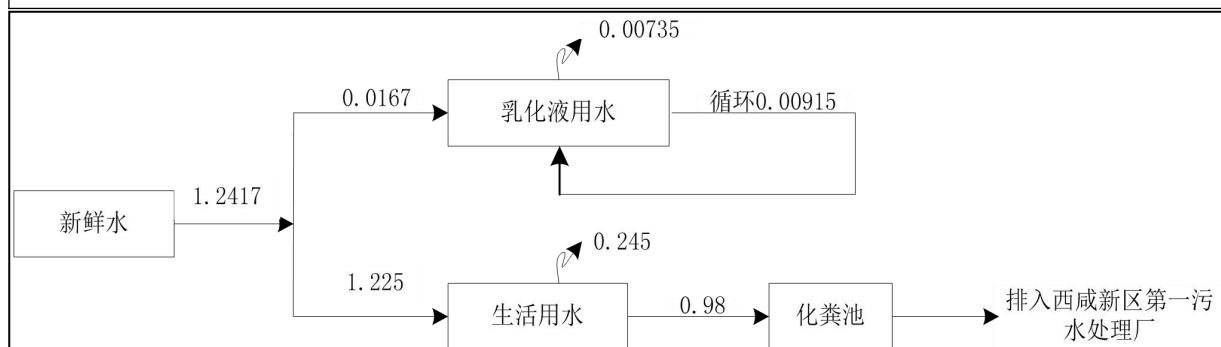 0.00735
0.0167
乳化液用水
循环0.00915
新鲜水
1.2417
0.245
1.225
生活用水
0.98
化粪池
排入西咸新区第一污
水处理厂